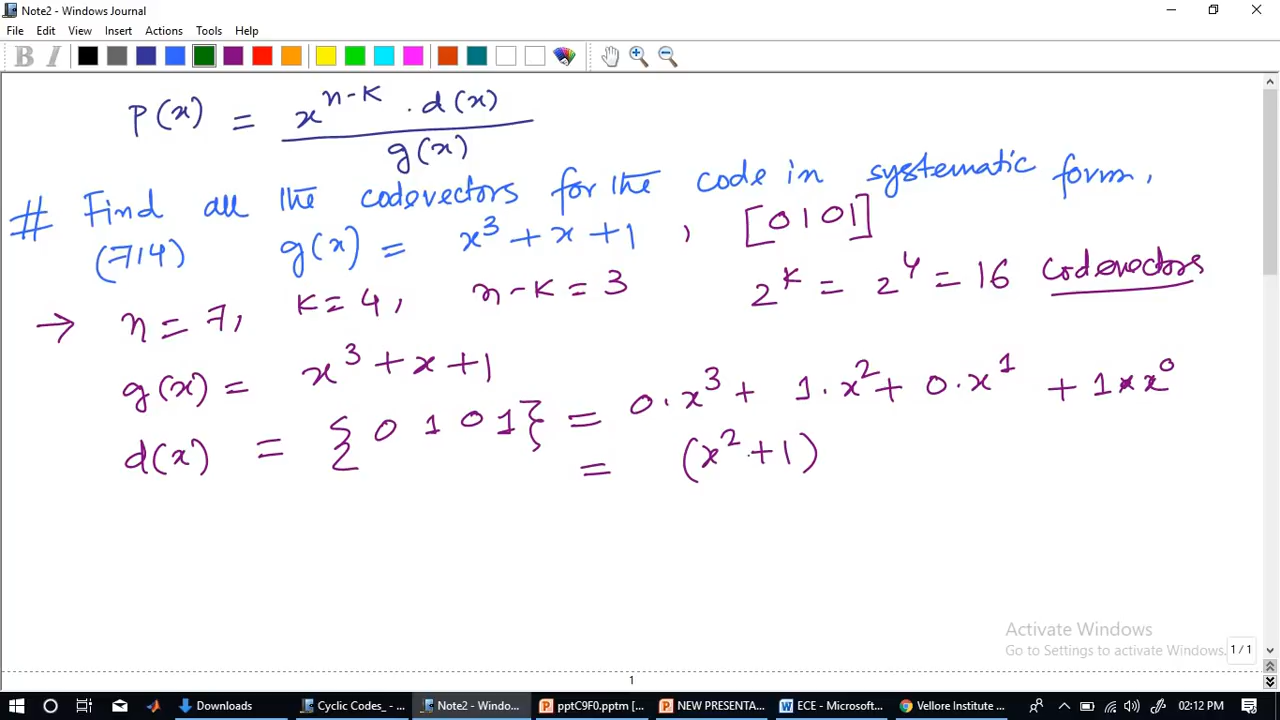 Note2 - Windows Journal
File Edit View Insert Actions Tools Help
B I
P(x) = x^{n-k} . d(x) / g(x)
# Find all the codevectors for the code in systematic form,
(7,4) g(x) = x^3 + x + 1 , [0 1 0 1]
→ n = 7, k = 4, n-k = 3 2^k = 2^4 = 16 codevectors
g(x) = x^3 + x + 1
d(x) = {0 1 0 1} = 0.x^3 + 1.x^2 + 0.x^1 + 1*x^0
= (x^2 + 1)
Activate Windows
Go to Settings to activate Windows.
1 / 1
1
Downloads Cyclic Codes_ - ... Note2 - Windo... pptC9F0.pptm [... NEW PRESENTA... ECE - Microsoft... Vellore Institute ... 02:12 PM